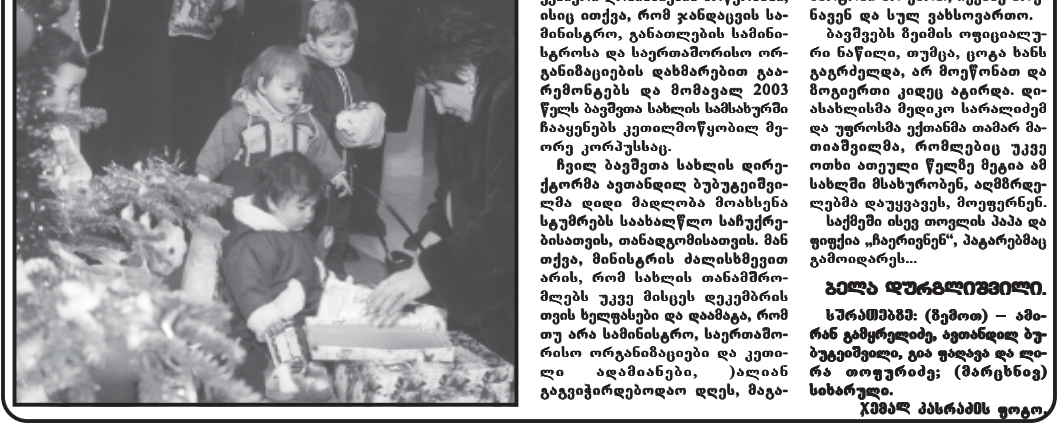 ისიც ითქვა, რომ ჯანდაცვის სა-
მინისტრო, განათლების სამინი-
სტროსა და საერთაშორისო ორ-
განიზაციების დახმარებით გაა-
რემონტებს და მომავალ 2003
წელს ბავშვთა სახლის სამსახურში
ჩააყენებს კეთილმოწყობილ მე-
ორე კორპუსსაც.
ჩვილ ბავშვთა სახლის დირე-
ქტორმა ავთანდილ ბუბუტეიშვი-
ლმა დიდი მადლობა მოახსენა
სტუმრებს საახალწლო საჩუქრე-
ბისათვის, თანადგომისათვის. მან
თქვა, მინისტრის ძალისხმევით
არის, რომ სახლის თანამშრო-
მლებს უკვე მისცეს დეკემბრის
თვის ხელფასები და დაამატა, რომ
თუ არა სამინისტრო, საერთაშო-
რისო ორგანიზაციები და კეთი-
ლი ადამიანები, )ალიან
გაგვიჭირდებოდაო დღეს, მაგა-
ნავენ და სულ ვახსოვართო.
ბავშვებს ზეიმის ოფიციალუ-
რი ნაწილი, თუმცა, ცოტა ხანს
გაგრძელდა, არ მოეწონათ და
ზოგიერთი კიდეც ატირდა. დი-
ასახლისმა მედიკო სარალიძემ
და უფროსმა ექთანმა თამარ მა-
თიაშვილმა, რომლებიც უკვე
ოთხი ათეული წელზე მეტია ამ
სახლში მსახურობენ, აღმზრდე-
ლებმა დაუყვავეს, მოეფერნენ.
საქმეში ისევ თოვლის პაპა და
ფიფქია „ჩაერივნენ“, პატარებმაც
გამოიდარეს...
ბელა დურგლიშვილი.
სურათებზე: (ზემოთ) – ამი-
რან გამყრელიძე, ავთანდილ ბუ-
ბუტეიშვილი, გია ფაღავა და ლი-
რა თოფურიძე; (მარცხნივ)
სიხარული.
ჯემალ კასრაძის ფოტო.